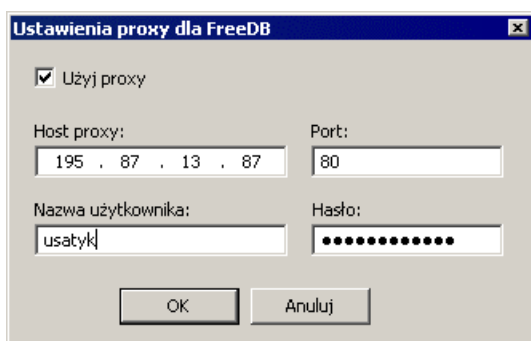 Ustawienia proxy dla FreeDB
Użyj proxy
Host proxy: Port:
195 . 87 . 13 . 87 80
Nazwa użytkownika: Hasło:
usatyk ●●●●●●●●●●●●
OK Anuluj